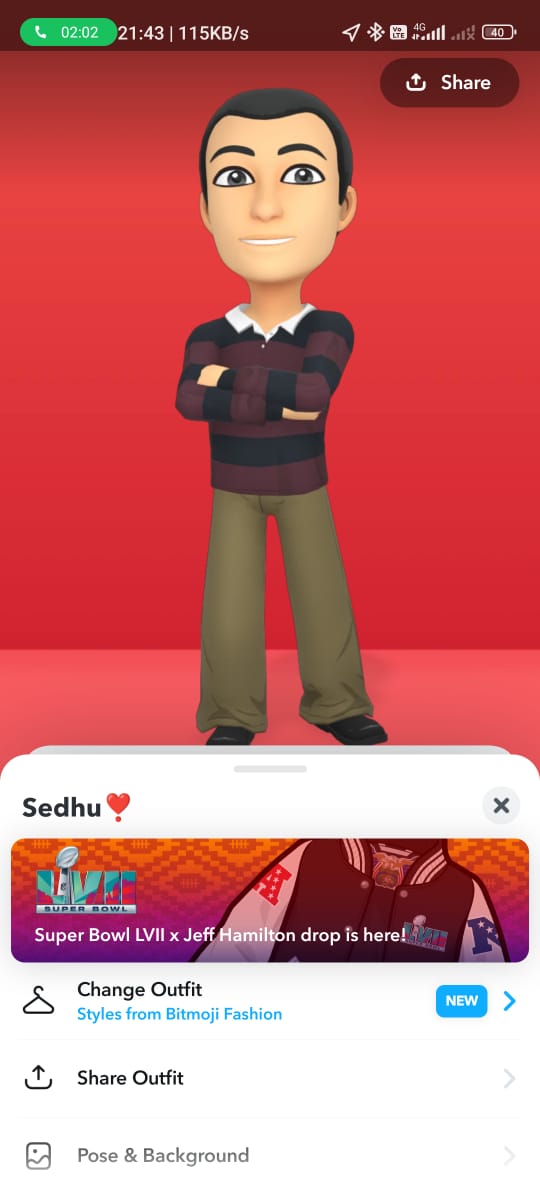 02:02 21:43 | 115KB/s 4G 40
Vo
LTE
Share
Sedhu❣️
LVII
SUPER BOWL
Super Bowl LVII x Jeff Hamilton drop is here!
Change Outfit
Styles from Bitmoji Fashion
NEW
Share Outfit
Pose & Background